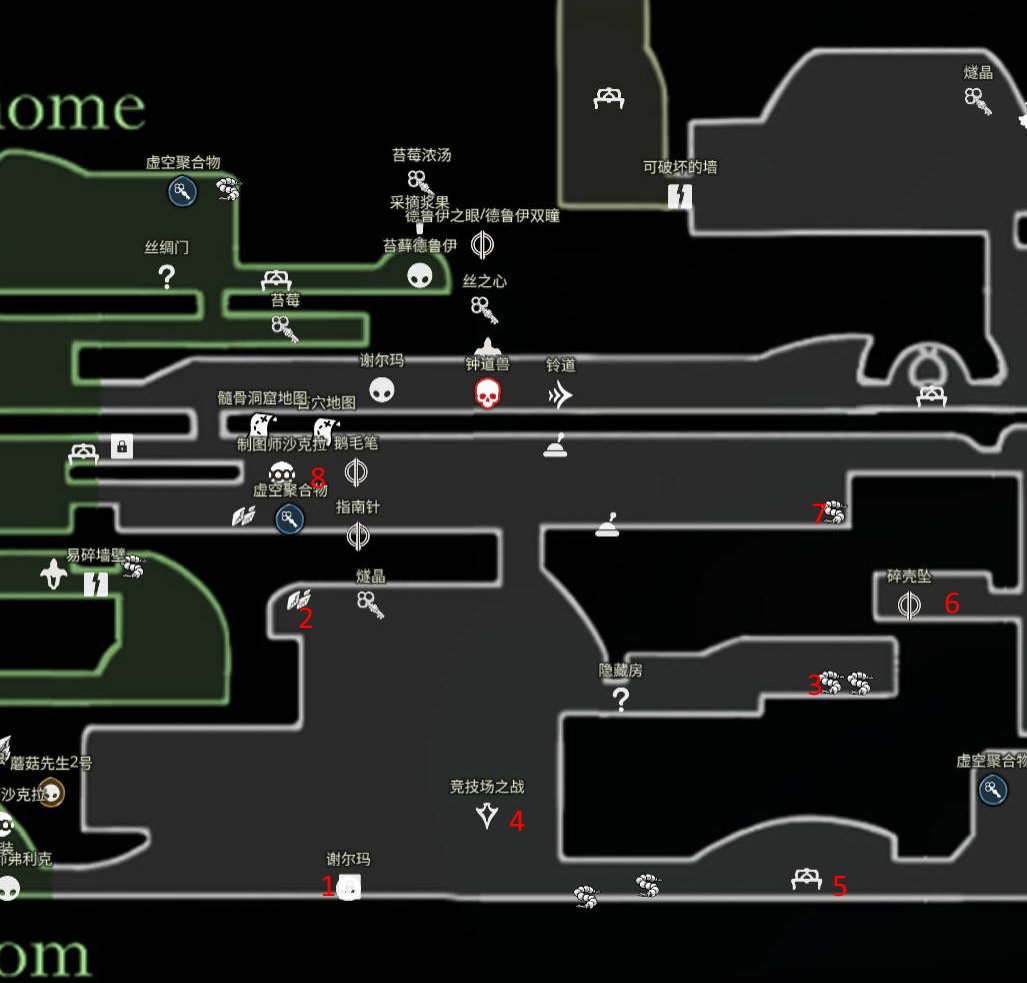 ome
燧晶
苔莓浓汤
虚空聚合物
可破坏的墙
采摘浆果
德鲁伊之眼/德鲁伊双瞳
丝绸门
苔藓德鲁伊
丝之心
苔莓
谢尔玛
钟道兽
铃道
髓骨洞窟地图
穴地图
制图师沙克拉
鹅毛笔
8
虚空聚合物
指南针
7
易碎墙壁
燧晶
碎壳坠
6
2
隐藏房
3
蘑菇先生2号
虚空聚合物
竞技场之战
沙克拉
4
装
弗利克
谢尔玛
1
5
om